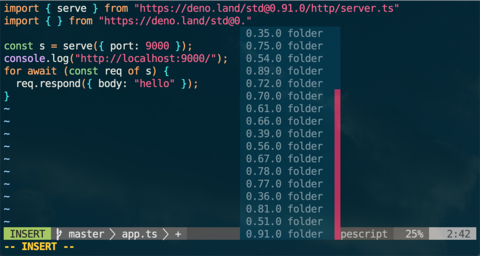 import { serve } from "https://deno.land/std@0.91.0/http/server.ts"
import { } from "https://deno.land/std@0."
0.35.0 folder
const s = serve({ port: 9000 });
0.75.0 folder
console.log("http://localhost:9000/");
0.54.0 folder
for await (const req of s) {
0.89.0 folder
req.respond({ body: "hello" });
0.72.0 folder
}
0.70.0 folder
~
0.61.0 folder
~
0.66.0 folder
~
0.39.0 folder
~
0.56.0 folder
~
0.67.0 folder
~
0.78.0 folder
~
0.77.0 folder
~
0.36.0 folder
~
0.81.0 folder
~
0.51.0 folder
INSERT master app.ts + 0.91.0 folder pescript 25% 2:42
-- INSERT --